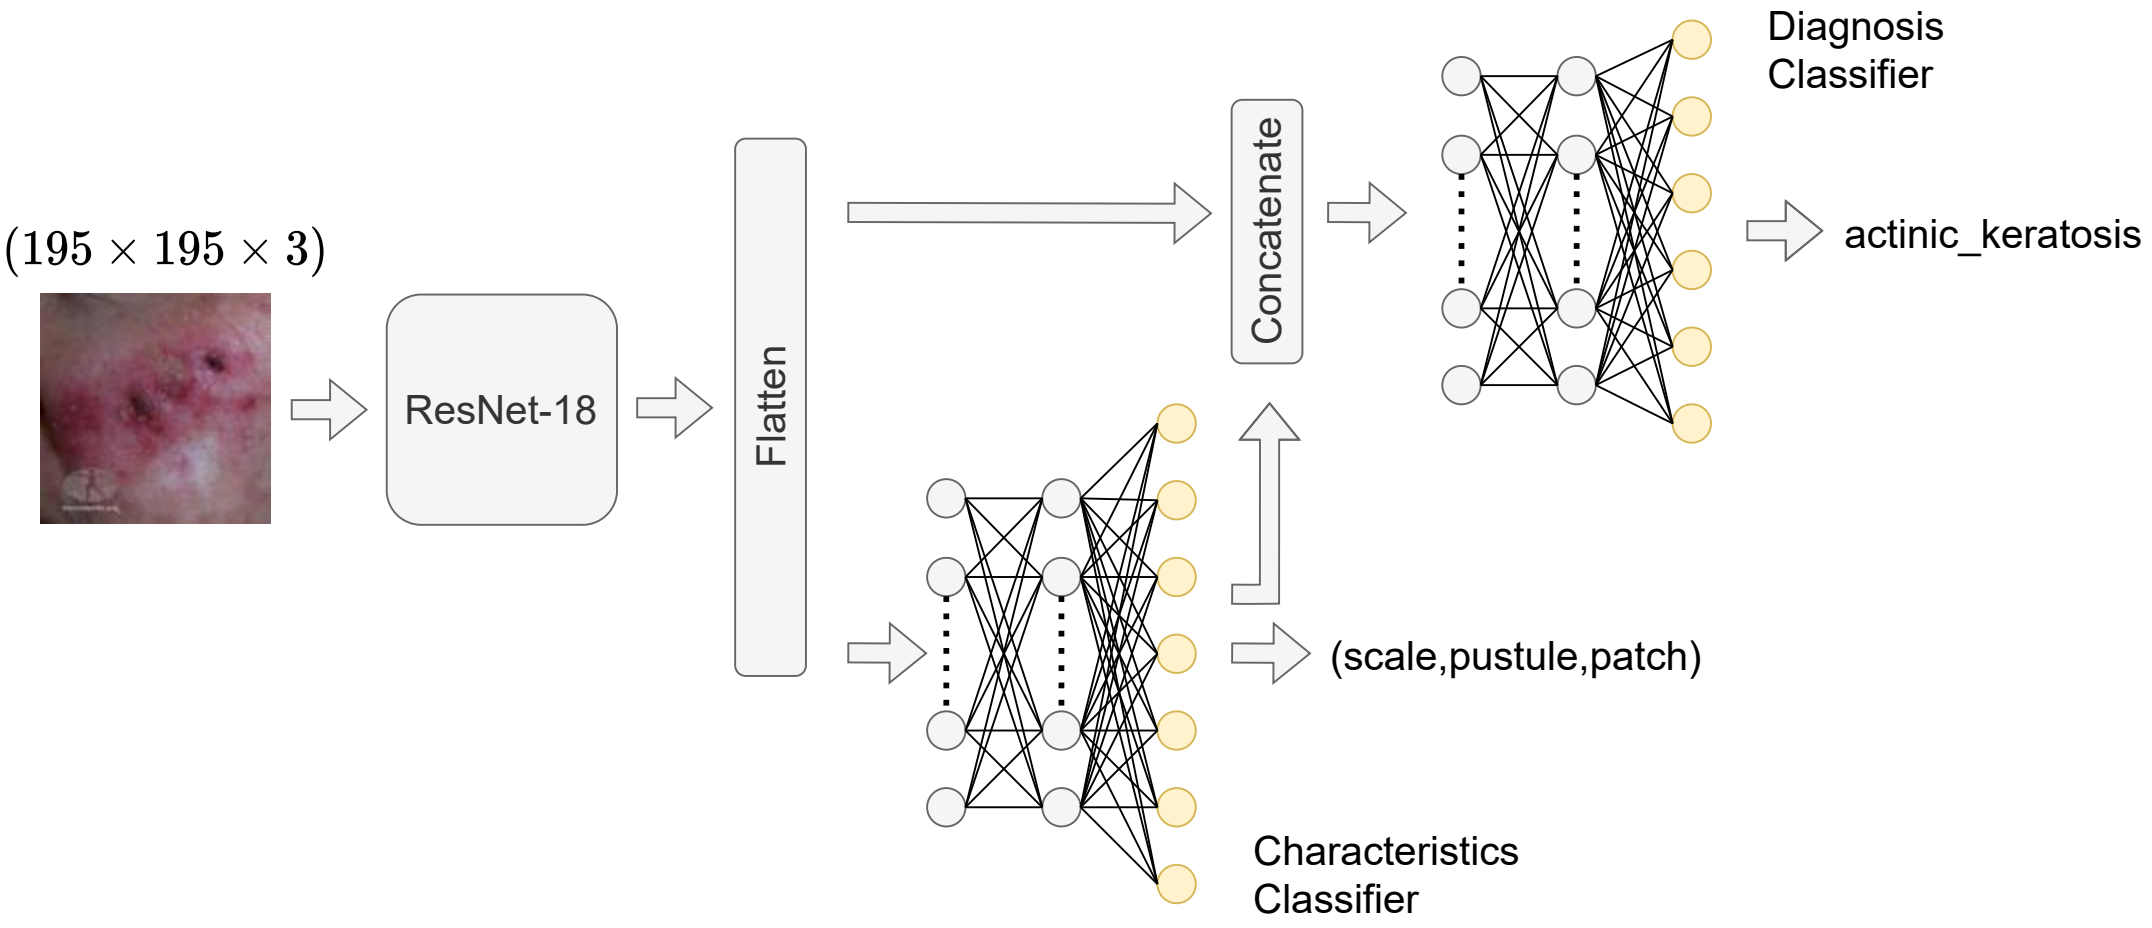 (195 × 195 × 3)
ResNet-18
Flatten
Concatenate
Diagnosis
Classifier
actinic_keratosis
(scale,pustule,patch)
Characteristics
Classifier